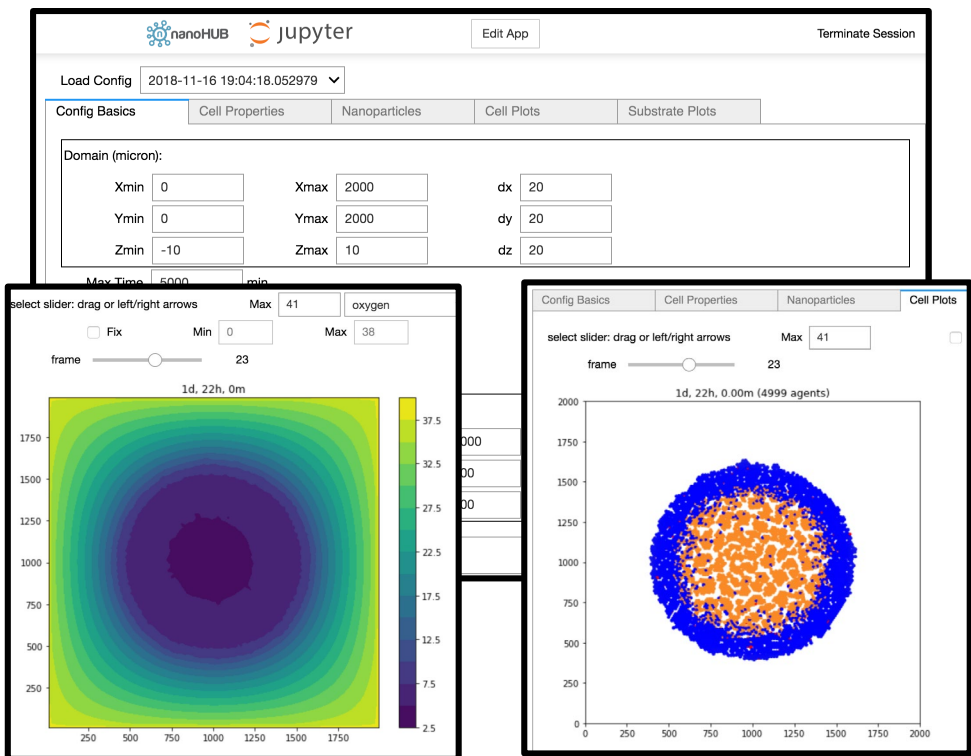 nanoHUB jupyter Edit App Terminate Session
Load Config 2018-11-16 19:04:18.052979
Config Basics Cell Properties Nanoparticles Cell Plots Substrate Plots
Domain (micron):
Xmin 0 Xmax 2000 dx 20
Ymin 0 Ymax 2000 dy 20
Zmin -10 Zmax 10 dz 20
Max Time 5000 min
000
00
00
select slider: drag or left/right arrows Max 41 oxygen
Fix Min 0 Max 38
frame 23
1d, 22h, 0m
1750
1500
1250
1000
750
500
250
250 500 750 1000 1250 1500 1750
37.5
32.5
27.5
22.5
17.5
12.5
7.5
2.5
Config Basics Cell Properties Nanoparticles Cell Plots
select slider: drag or left/right arrows Max 41
frame 23
1d, 22h, 0.00m (4999 agents)
2000
1750
1500
1250
1000
750
500
250
0
0 250 500 750 1000 1250 1500 1750 2000